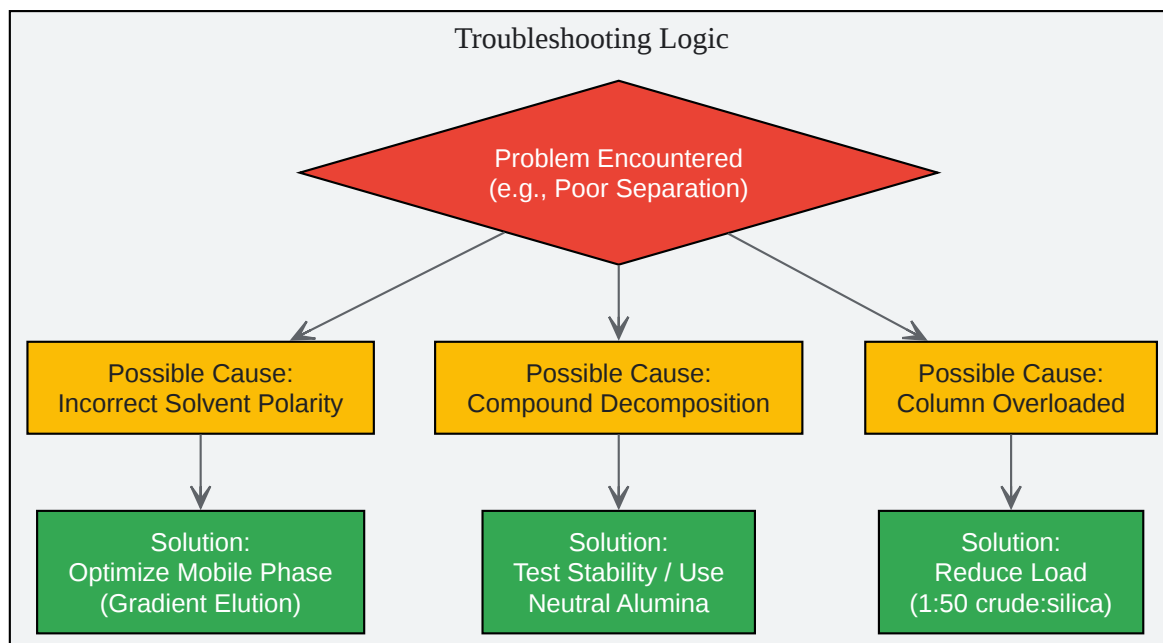 Troubleshooting Logic
Problem Encountered
(e.g., Poor Separation)
Possible Cause:
Incorrect Solvent Polarity
Possible Cause:
Compound Decomposition
Possible Cause:
Column Overloaded
Solution:
Optimize Mobile Phase
(Gradient Elution)
Solution:
Test Stability / Use
Neutral Alumina
Solution:
Reduce Load
(1:50 crude:silica)